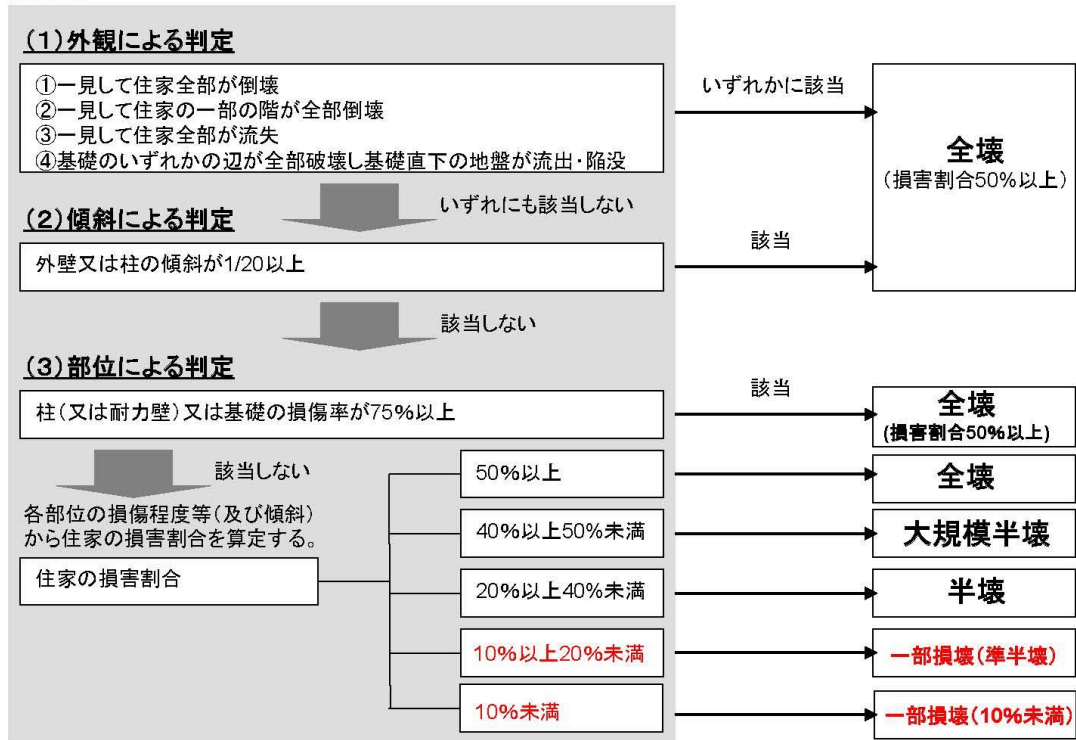 (1)外観による判定
①一見して住家全部が倒壊
②一見して住家の一部の階が全部倒壊
③一見して住家全部が流失
④基礎のいずれかの辺が全部破壊し基礎直下の地盤が流出・陥没
いずれかに該当
全壊
(損害割合50%以上)
いずれにも該当しない
(2)傾斜による判定
外壁又は柱の傾斜が1/20以上
該当
該当しない
(3)部位による判定
柱(又は耐力壁)又は基礎の損傷率が75%以上
該当
全壊
(損害割合50%以上)
該当しない
各部位の損傷程度等(及び傾斜)
から住家の損害割合を算定する。
住家の損害割合
50%以上
全壊
40%以上50%未満
大規模半壊
20%以上40%未満
半壊
10%以上20%未満
一部損壊(準半壊)
10%未満
一部損壊(10%未満)